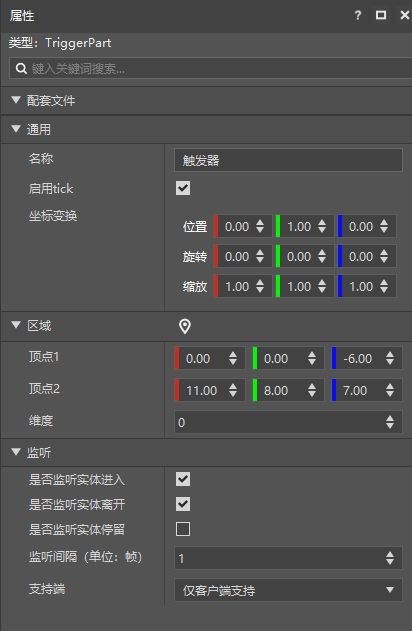 属性
类型：TriggerPart
键入关键词搜索...
配套文件
通用
名称 触发器
启用tick
坐标变换 位置 0.00 1.00 0.00
旋转 0.00 0.00 0.00
缩放 1.00 1.00 1.00
区域
顶点1 0.00 0.00 -6.00
顶点2 11.00 8.00 7.00
维度 0
监听
是否监听实体进入
是否监听实体离开
是否监听实体停留
监听间隔（单位：帧） 1
支持端 仅客户端支持